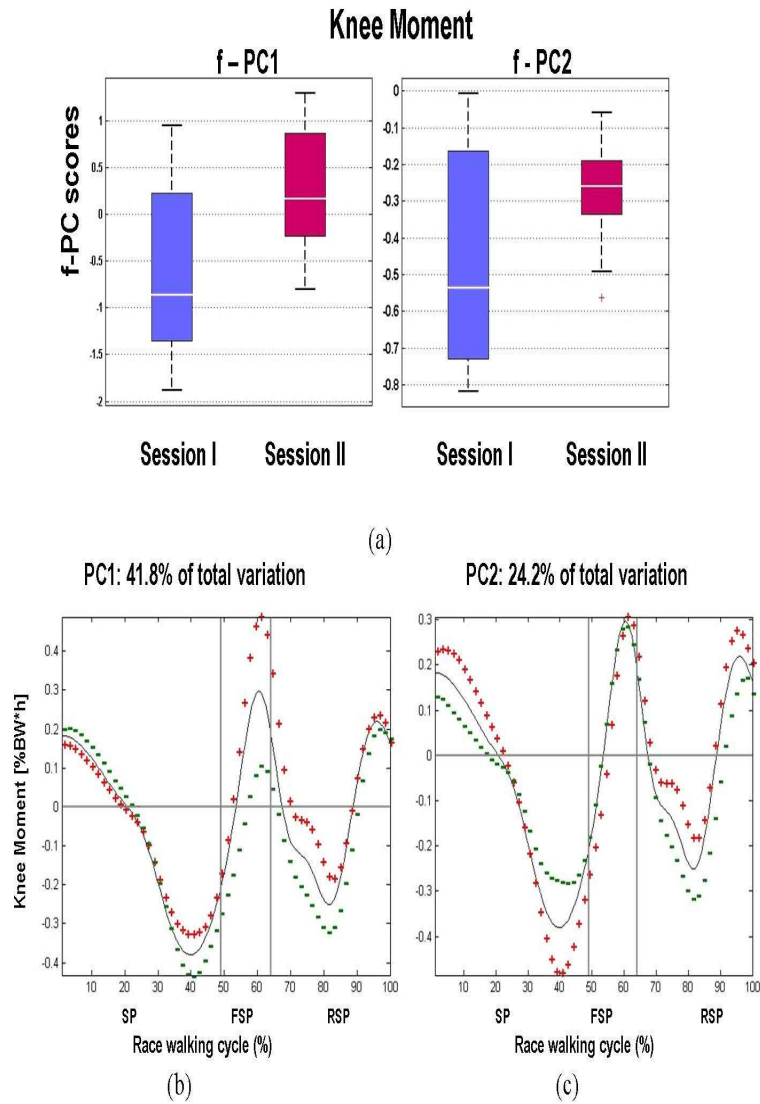 Knee Moment
f – PC1
f - PC2
f-PC scores
1
0.5
0
-0.5
-1
-1.5
-2
0
-0.1
-0.2
-0.3
-0.4
-0.5
-0.6
-0.7
-0.8
Session I
Session II
Session I
Session II
(a)
PC1: 41.8% of total variation
PC2: 24.2% of total variation
Knee Moment [%BW*h]
0.4
0.3
0.2
0.1
0
-0.1
-0.2
-0.3
-0.4
10 20 30 40 50 60 70 80 90 100
SP FSP RSP
Race walking cycle (%)
(b)
0.3
0.2
0.1
0
-0.1
-0.2
-0.3
-0.4
10 20 30 40 50 60 70 80 90 100
SP FSP RSP
Race walking cycle (%)
(c)